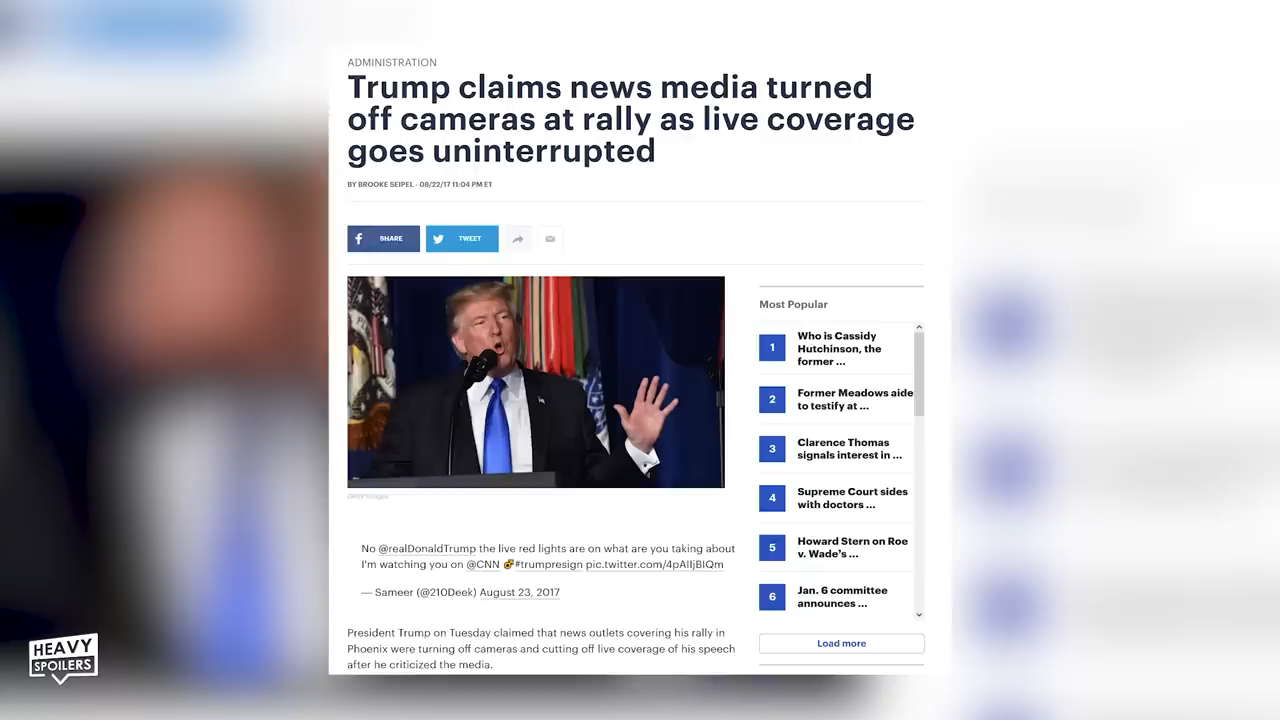 ADMINISTRATION
Trump claims news media turned
off cameras at rally as live coverage
goes uninterrupted
BY BROOKE SEIPEL - 08/22/17 11:04 PM ET
SHARE
TWEET
Getty Images
No @realDonaldTrump the live red lights are on what are you taking about
I'm watching you on @CNN #trumpresign pic.twitter.com/4pAIIjBIQm
— Sameer (@210Deek) August 23, 2017
President Trump on Tuesday claimed that news outlets covering his rally in
Phoenix were turning off cameras and cutting off live coverage of his speech
after he criticized the media.
Most Popular
1
Who is Cassidy
Hutchinson, the
former ...
2
Former Meadows aide
to testify at ...
3
Clarence Thomas
signals interest in ...
4
Supreme Court sides
with doctors ...
5
Howard Stern on Roe
v. Wade's ...
6
Jan. 6 committee
announces ...
Load more
HEAVY
SPOILERS